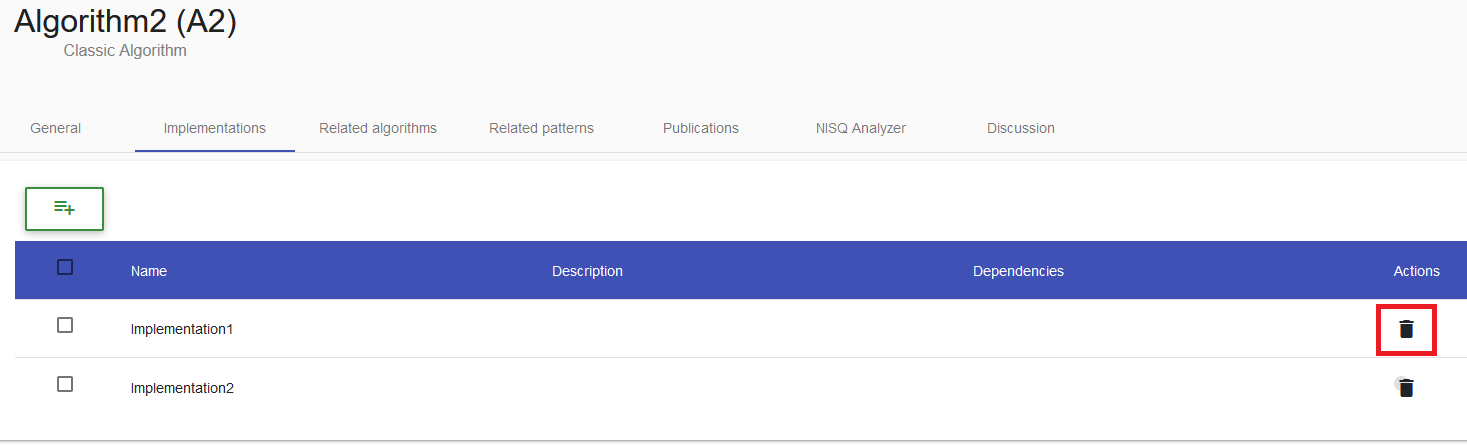 Algorithm2 (A2)
Classic Algorithm
General Implementations Related algorithms Related patterns Publications NISQ Analyzer Discussion
Name Description Dependencies Actions
Implementation1
Implementation2